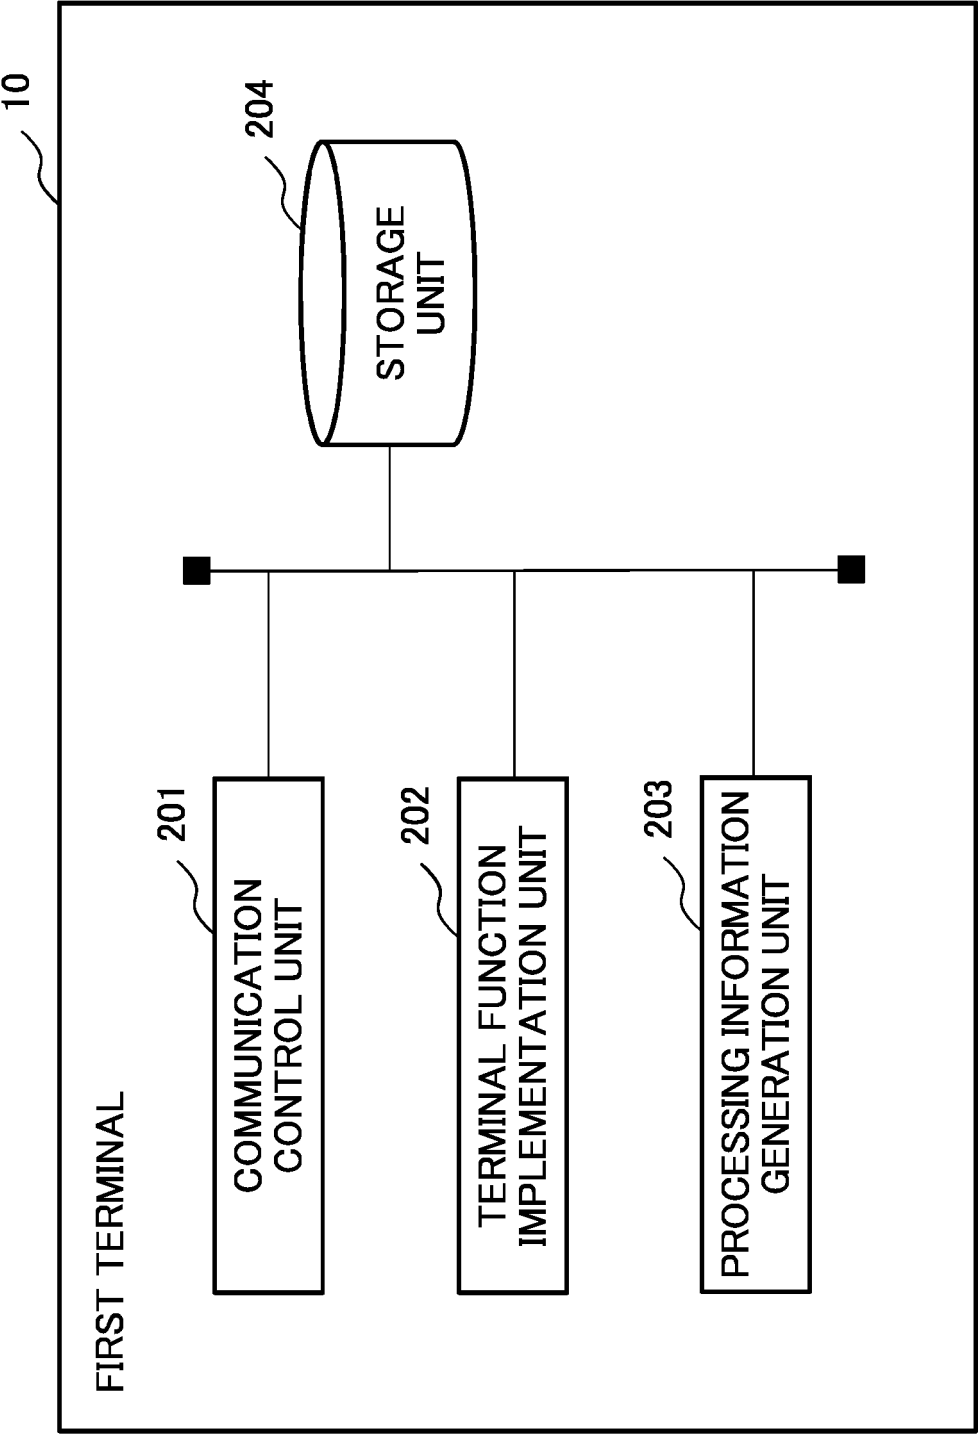 10
FIRST TERMINAL
201
COMMUNICATION
CONTROL UNIT
204
STORAGE
UNIT
202
TERMINAL FUNCTION
IMPLEMENTATION UNIT
203
PROCESSING INFORMATION
GENERATION UNIT